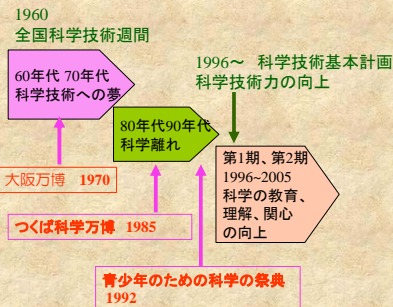 1960
全国科学技術週間
1996～ 科学技術基本計画
科学技術力の向上
60年代 70年代
科学技術への夢
80年代90年代
科学離れ
第1期、第2期
1996~2005
科学の教育、
理解、関心
の向上
大阪万博 1970
つくば科学万博 1985
青少年のための科学の祭典
1992